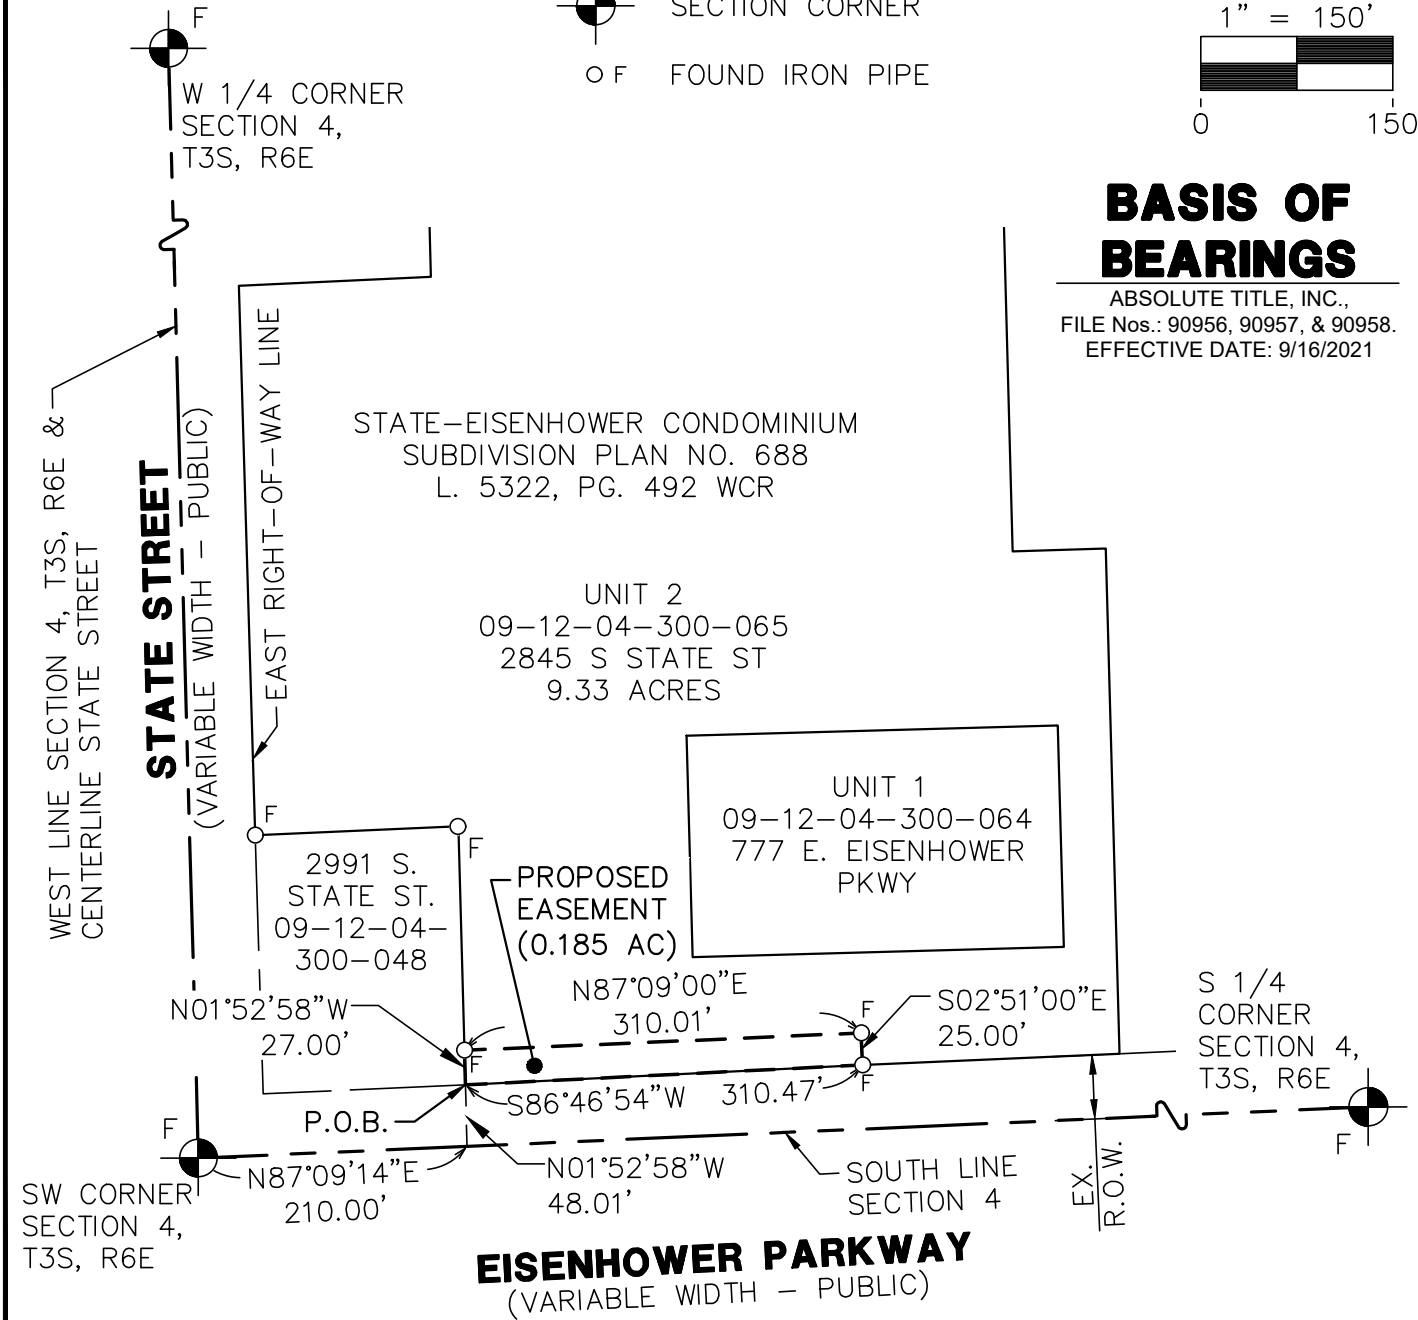 F
SECTION CORNER
F FOUND IRON PIPE
1" = 150'
0 150
W 1/4 CORNER
SECTION 4,
T3S, R6E
BASIS OF
BEARINGS
ABSOLUTE TITLE, INC.,
FILE Nos.: 90956, 90957, & 90958.
EFFECTIVE DATE: 9/16/2021
WEST LINE SECTION 4, T3S, R6E &
CENTERLINE STATE STREET
STATE STREET
(VARIABLE WIDTH - PUBLIC)
EAST RIGHT-OF-WAY LINE
STATE-EISENHOWER CONDOMINIUM
SUBDIVISION PLAN NO. 688
L. 5322, PG. 492 WCR
UNIT 2
09-12-04-300-065
2845 S STATE ST
9.33 ACRES
UNIT 1
09-12-04-300-064
777 E. EISENHOWER
PKWY
F
F
2991 S.
STATE ST.
09-12-04-
300-048
PROPOSED
EASEMENT
(0.185 AC)
N01°52'58"W
27.00'
N87°09'00"E
310.01'
F
S02°51'00"E
25.00'
F
F
S86°46'54"W 310.47'
P.O.B.
S 1/4
CORNER
SECTION 4,
T3S, R6E
F
F
N87°09'14"E
210.00'
N01°52'58"W
48.01'
SOUTH LINE
SECTION 4
EX.
R.O.W.
SW CORNER
SECTION 4,
T3S, R6E
EISENHOWER PARKWAY
(VARIABLE WIDTH - PUBLIC)